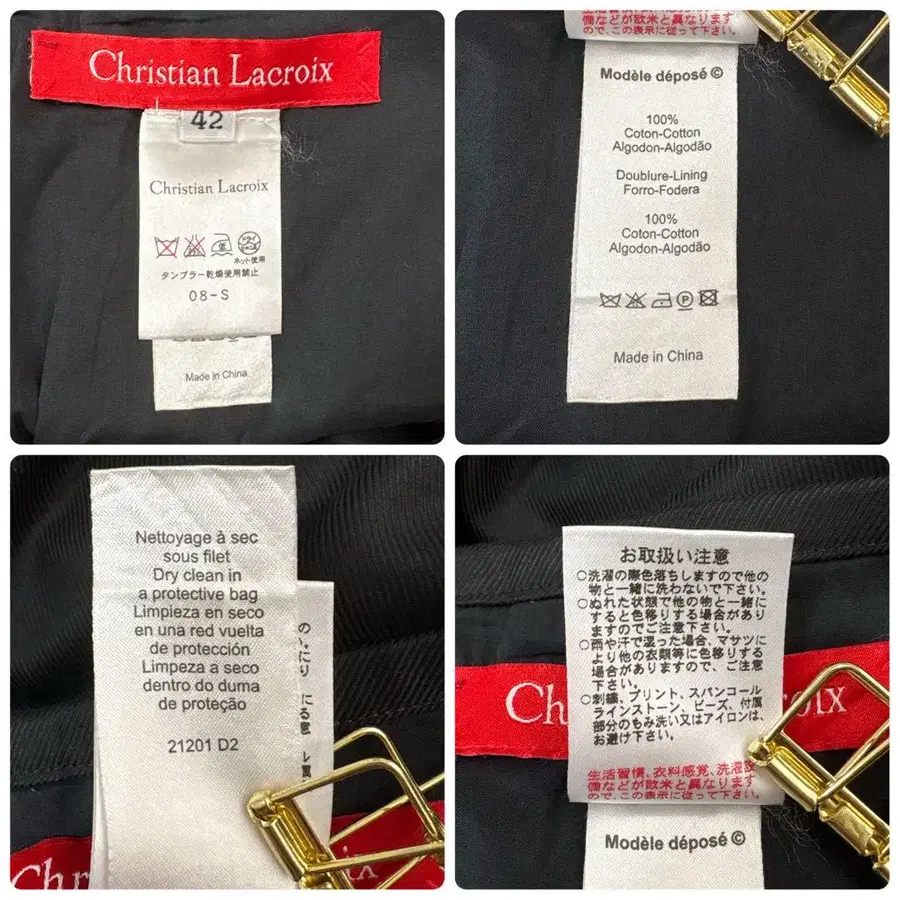 Christian Lacroix
42
Christian Lacroix
ネット使用
タンブラー乾燥使用禁止
08-S
Made in China
備などが欧米と異なります
ので、この表示に従って下さい。
Modèle déposé ©
100%
Coton-Cotton
Algodon-Algodão
Doublure-Lining
Forro-Fodera
100%
Coton-Cotton
Algodon-Algodão
P
Made in China
Nettoyage à sec
sous filet
Dry clean in
a protective bag
Limpieza en seco
en una red vuelta
de protección
Limpeza a seco
dentro do duma
de proteção
21201 D2
お取扱い注意
○洗濯の際色落ちしますので他の
物と一緒に洗わないで下さい。
○ぬれた状態で他の物と一緒に
すると色移りする場合があり
ますのでご注意下さい。
○雨や汗で湿った場合、マサツに
より他の衣類等に色移りする
場合がありますので、ご注意
下さい。
○刺繍、プリント、スパンコール
ラインストーン、ビーズ、付属
部分のもみ洗い又はアイロンは、
お避け下さい。
生活習慣、衣料感覚、洗濯設
備などが欧米と異なります
ので、この表示に従って下さい。
Modèle déposé ©